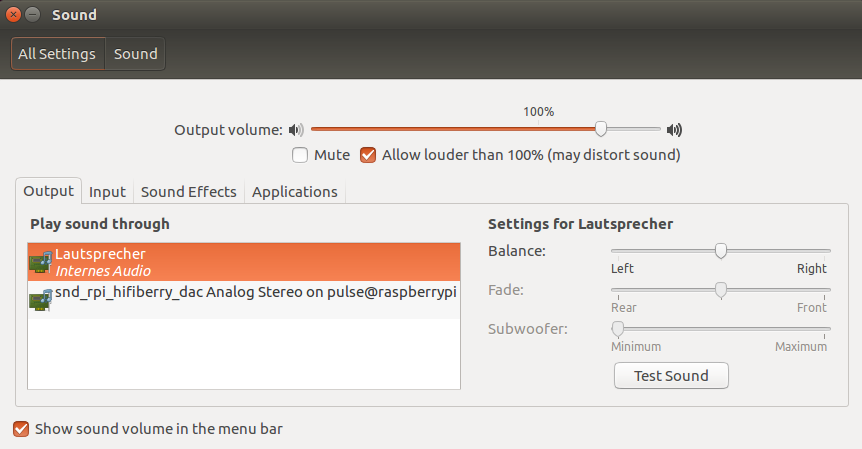 Sound
All Settings Sound
100%
Output volume:
Mute Allow louder than 100% (may distort sound)
Output Input Sound Effects Applications
Play sound through
Lautsprecher
Internes Audio
snd_rpi_hifiberry_dac Analog Stereo on pulse@raspberrypi
Settings for Lautsprecher
Balance:
Left Right
Fade:
Rear Front
Subwoofer:
Minimum Maximum
Test Sound
Show sound volume in the menu bar